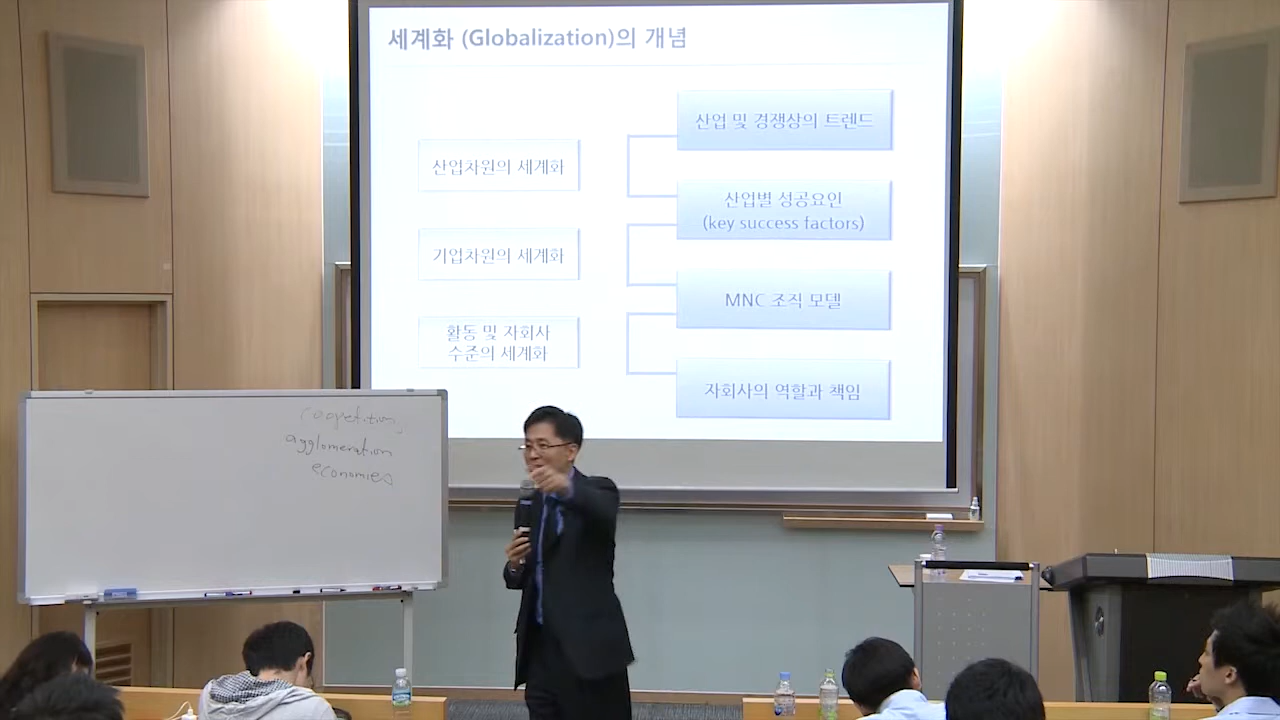 세계화 (Globalization)의 개념
산업차원의 세계화
기업차원의 세계화
활동 및 자회사
수준의 세계화
산업 및 경쟁상의 트렌드
산업별 성공요인
(key success factors)
MNC 조직 모델
자회사의 역할과 책임
agglomeration
economies